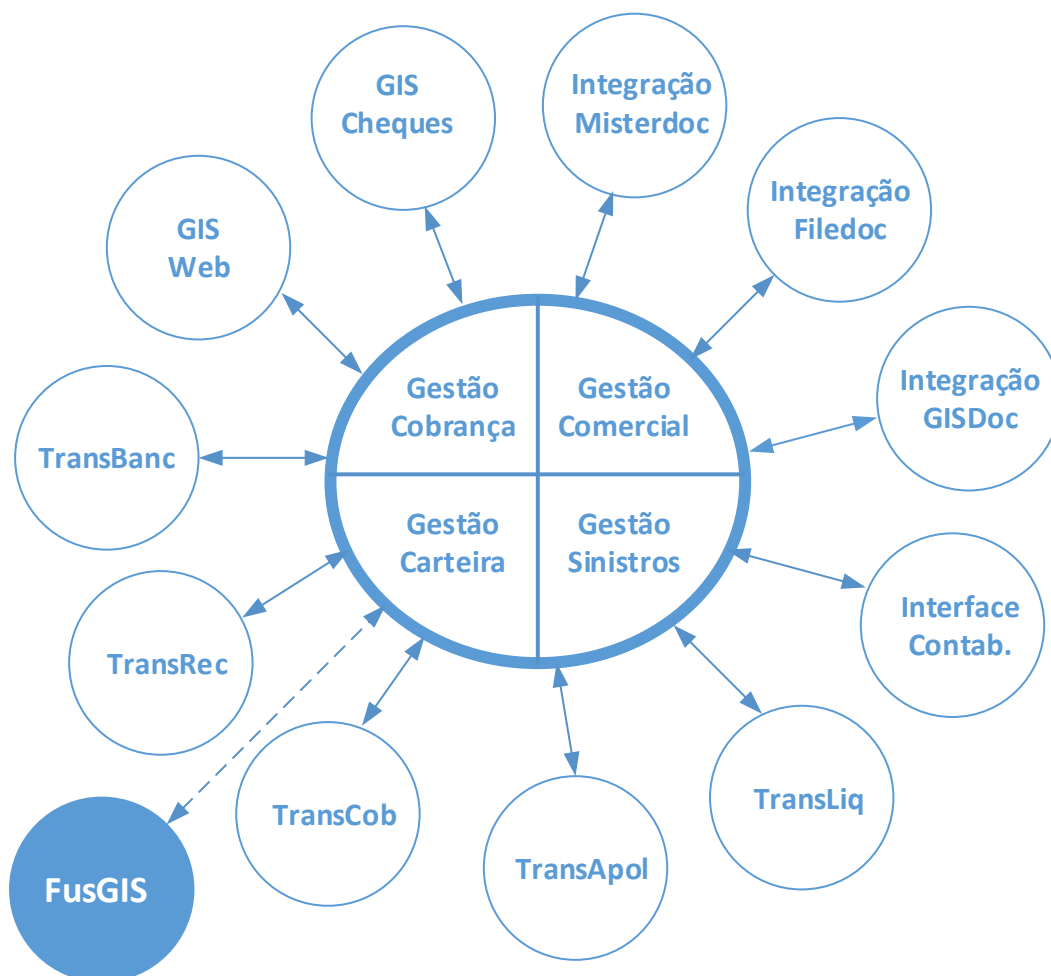 GIS
Cheques
Integração
Misterdoc
GIS
Web
Integração
Filedoc
Integração
GISDoc
Gestão
Cobrança
Gestão
Comercial
TransBanc
Gestão
Carteira
Gestão
Sinistros
Interface
Contab.
TransRec
TransCob
TransLiq
TransApol
FusGIS